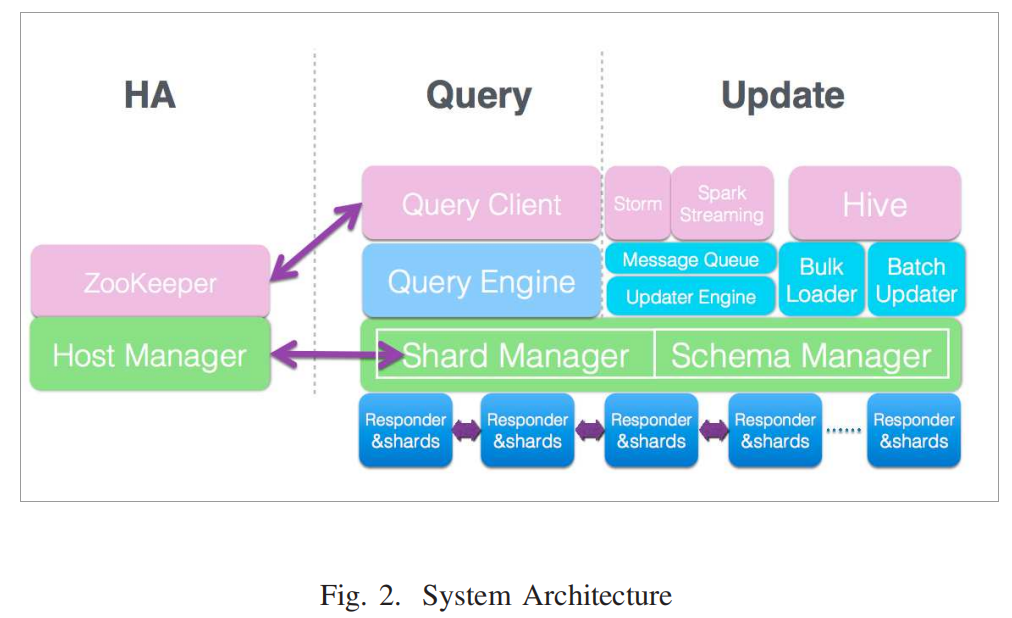 HA
Query
Update
Query Client
Storm
Spark
Streaming
Hive
ZooKeeper
Query Engine
Message Queue
Updater Engine
Bulk
Loader
Batch
Updater
Host Manager
Shard Manager
Schema Manager
Responder
&shards
Responder
&shards
Responder
&shards
Responder
&shards
Responder
&shards
Fig. 2. System Architecture